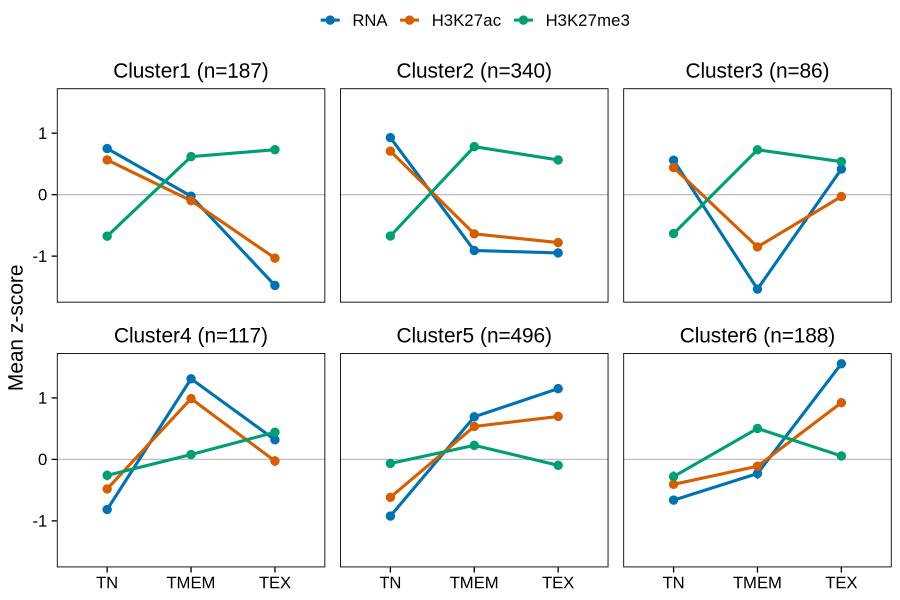 RNA H3K27ac H3K27me3
Cluster1 (n=187) Cluster2 (n=340) Cluster3 (n=86)
1
0
-1
Mean z-score
Cluster4 (n=117) Cluster5 (n=496) Cluster6 (n=188)
1
0
-1
TN TMEM TEX TN TMEM TEX TN TMEM TEX